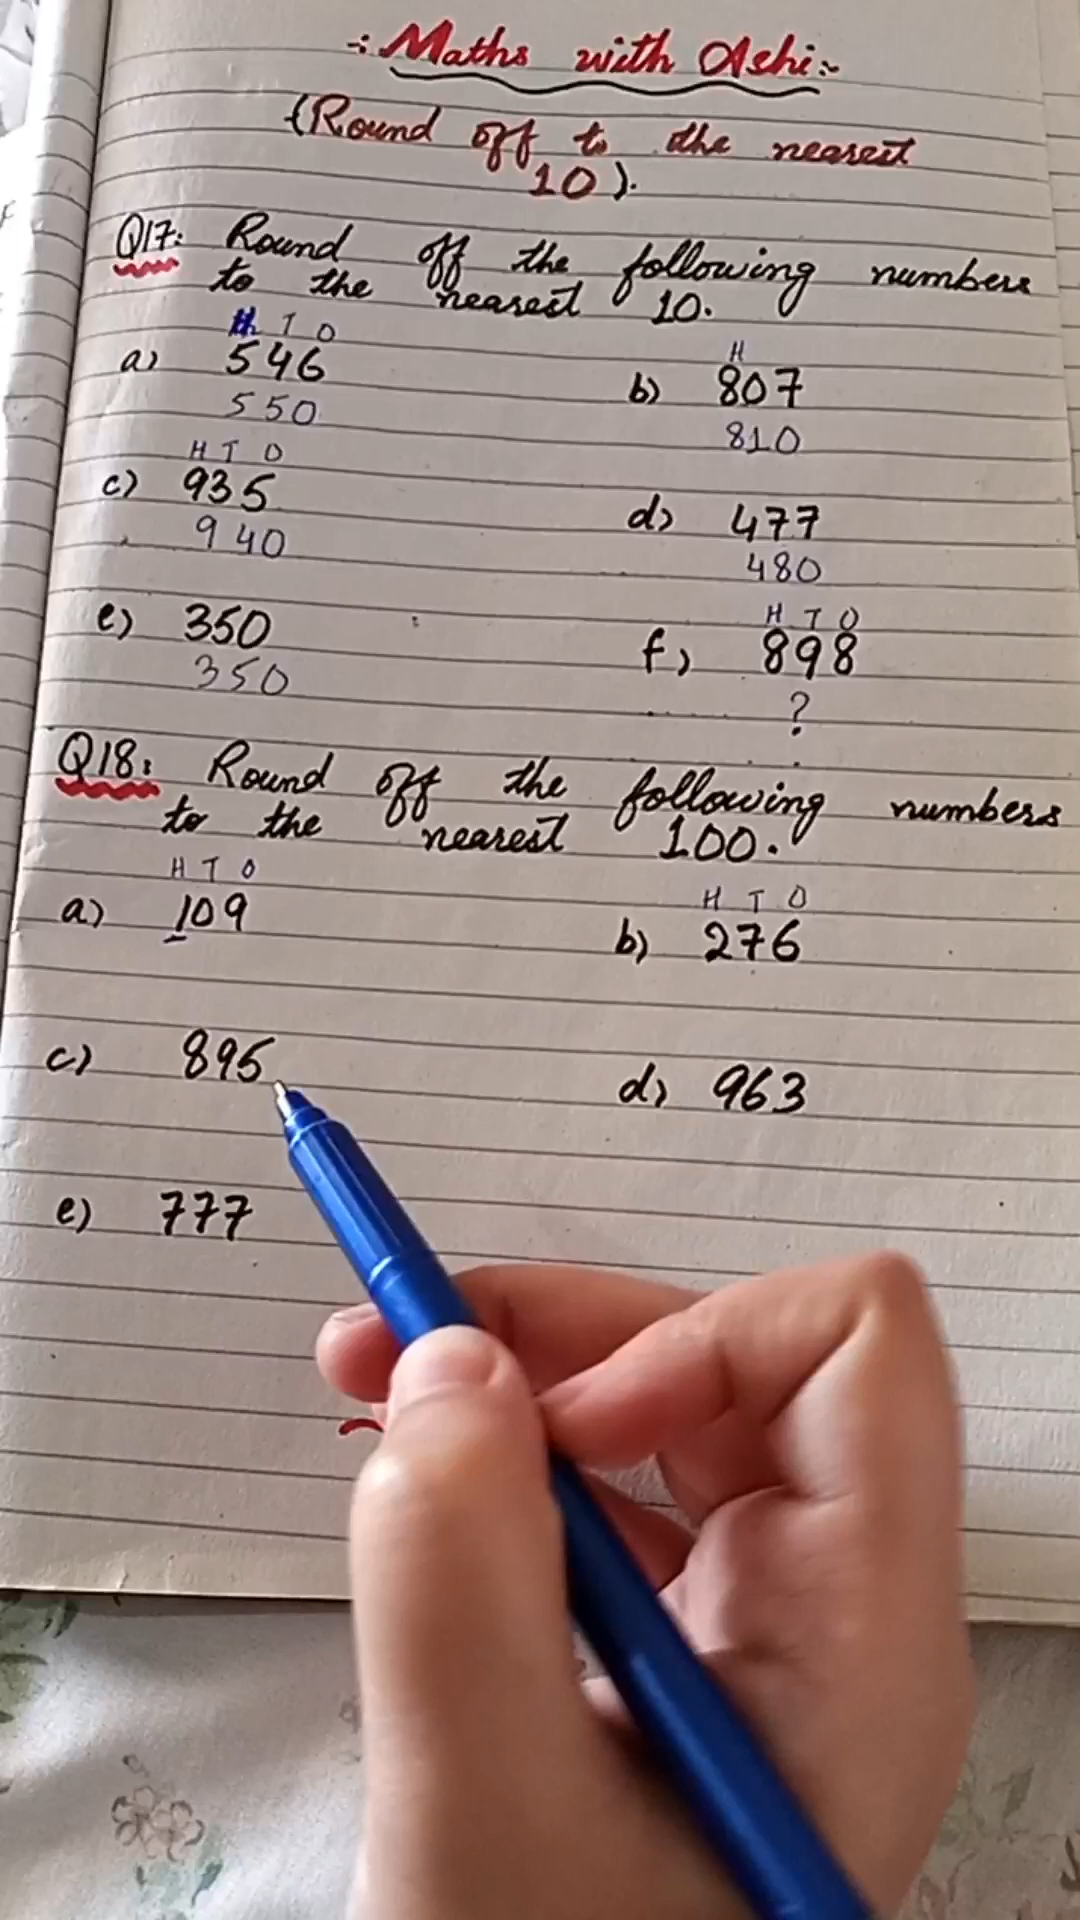 -: Maths with Ashi:-
(Round off to the nearest
10).
Q17: Round off the following numbers
to the nearest 10.
T O
a) 546
550
H
b) 807
810
H T O
c) 935
940
d) 477
480
e) 350
350
H T O
f) 898
?
Q18: Round off the following numbers
to the nearest 100.
H T O
a) 109
H T O
b) 276
c) 895
d) 963
e) 777